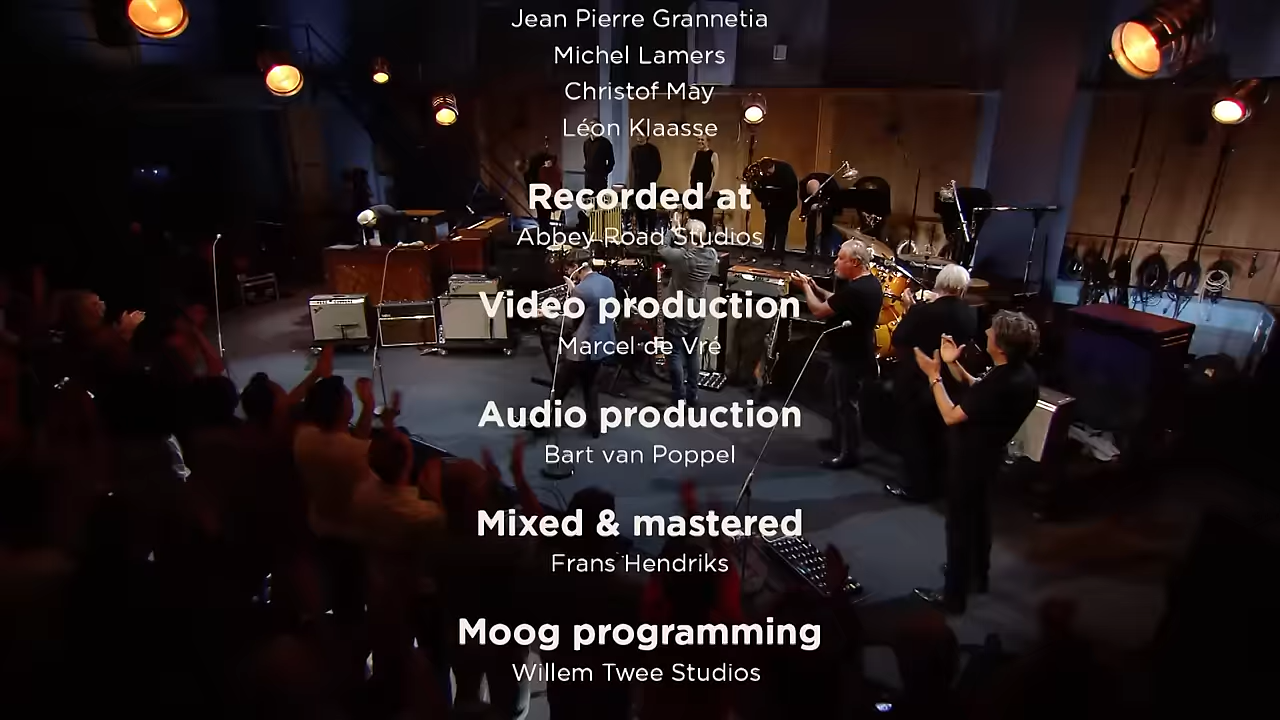 Jean Pierre Grannetia
Michel Lamers
Christof May
Léon Klaasse
Recorded at
Abbey Road Studios
Video production
Marcel de Vré
Audio production
Bart van Poppel
Mixed & mastered
Frans Hendriks
Moog programming
Willem Twee Studios